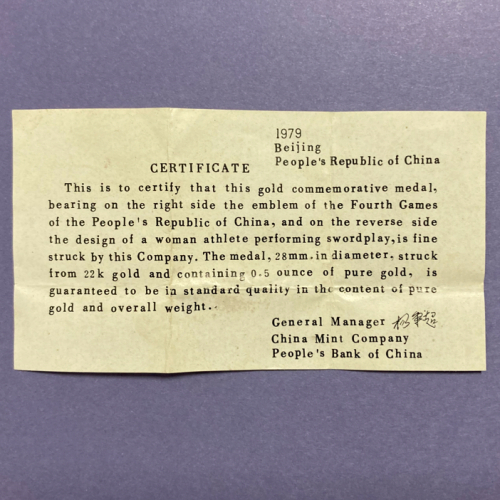 1979
Beijing
People's Republic of China
CERTIFICATE
This is to certify that this gold commemorative medal,
bearing on the right side the emblem of the Fourth Games
of the People's Republic of China, and on the reverse side
the design of a woman athlete performing swordplay, is fine
struck by this Company. The medal, 28mm. in diameter, struck
from 22k gold and containing 0.5 ounce of pure gold, is
guaranteed to be in standard quality in the content of pure
gold and overall weight.
General Manager
China Mint Company
People's Bank of China